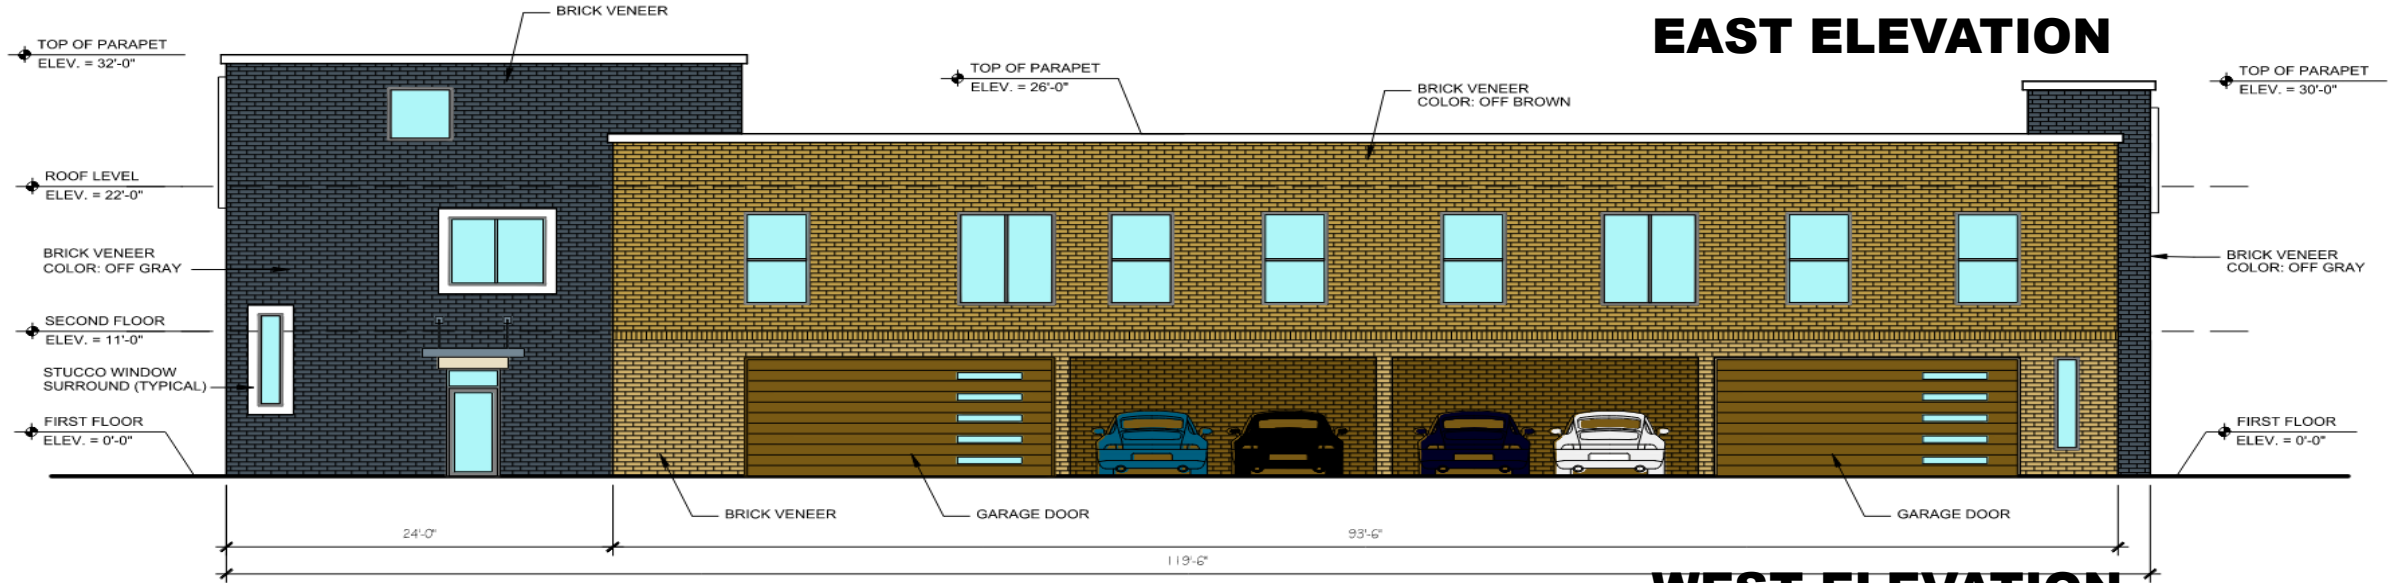 EAST ELEVATION
BRICK VENEER
TOP OF PARAPET
ELEV. = 32'-0"
TOP OF PARAPET
ELEV. = 26'-0"
BRICK VENEER
COLOR: OFF BROWN
TOP OF PARAPET
ELEV. = 30'-0"
ROOF LEVEL
ELEV. = 22'-0"
BRICK VENEER
COLOR: OFF GRAY
BRICK VENEER
COLOR: OFF GRAY
SECOND FLOOR
ELEV. = 11'-0"
STUCCO WINDOW
SURROUND (TYPICAL)
FIRST FLOOR
ELEV. = 0'-0"
FIRST FLOOR
ELEV. = 0'-0"
BRICK VENEER
GARAGE DOOR
GARAGE DOOR
24'-0"
93'-6"
119'-6"
WEST ELEVATION